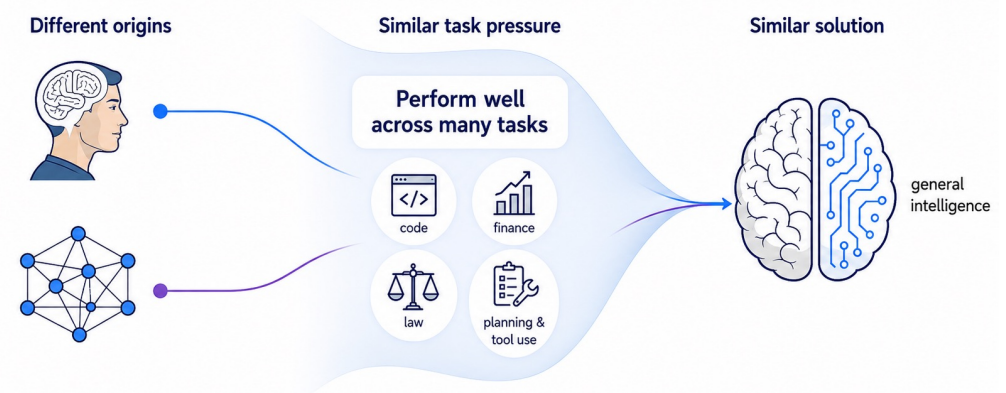 Different origins
Similar task pressure
Similar solution
Perform well
across many tasks
</>
code
finance
law
planning &
tool use
general
intelligence